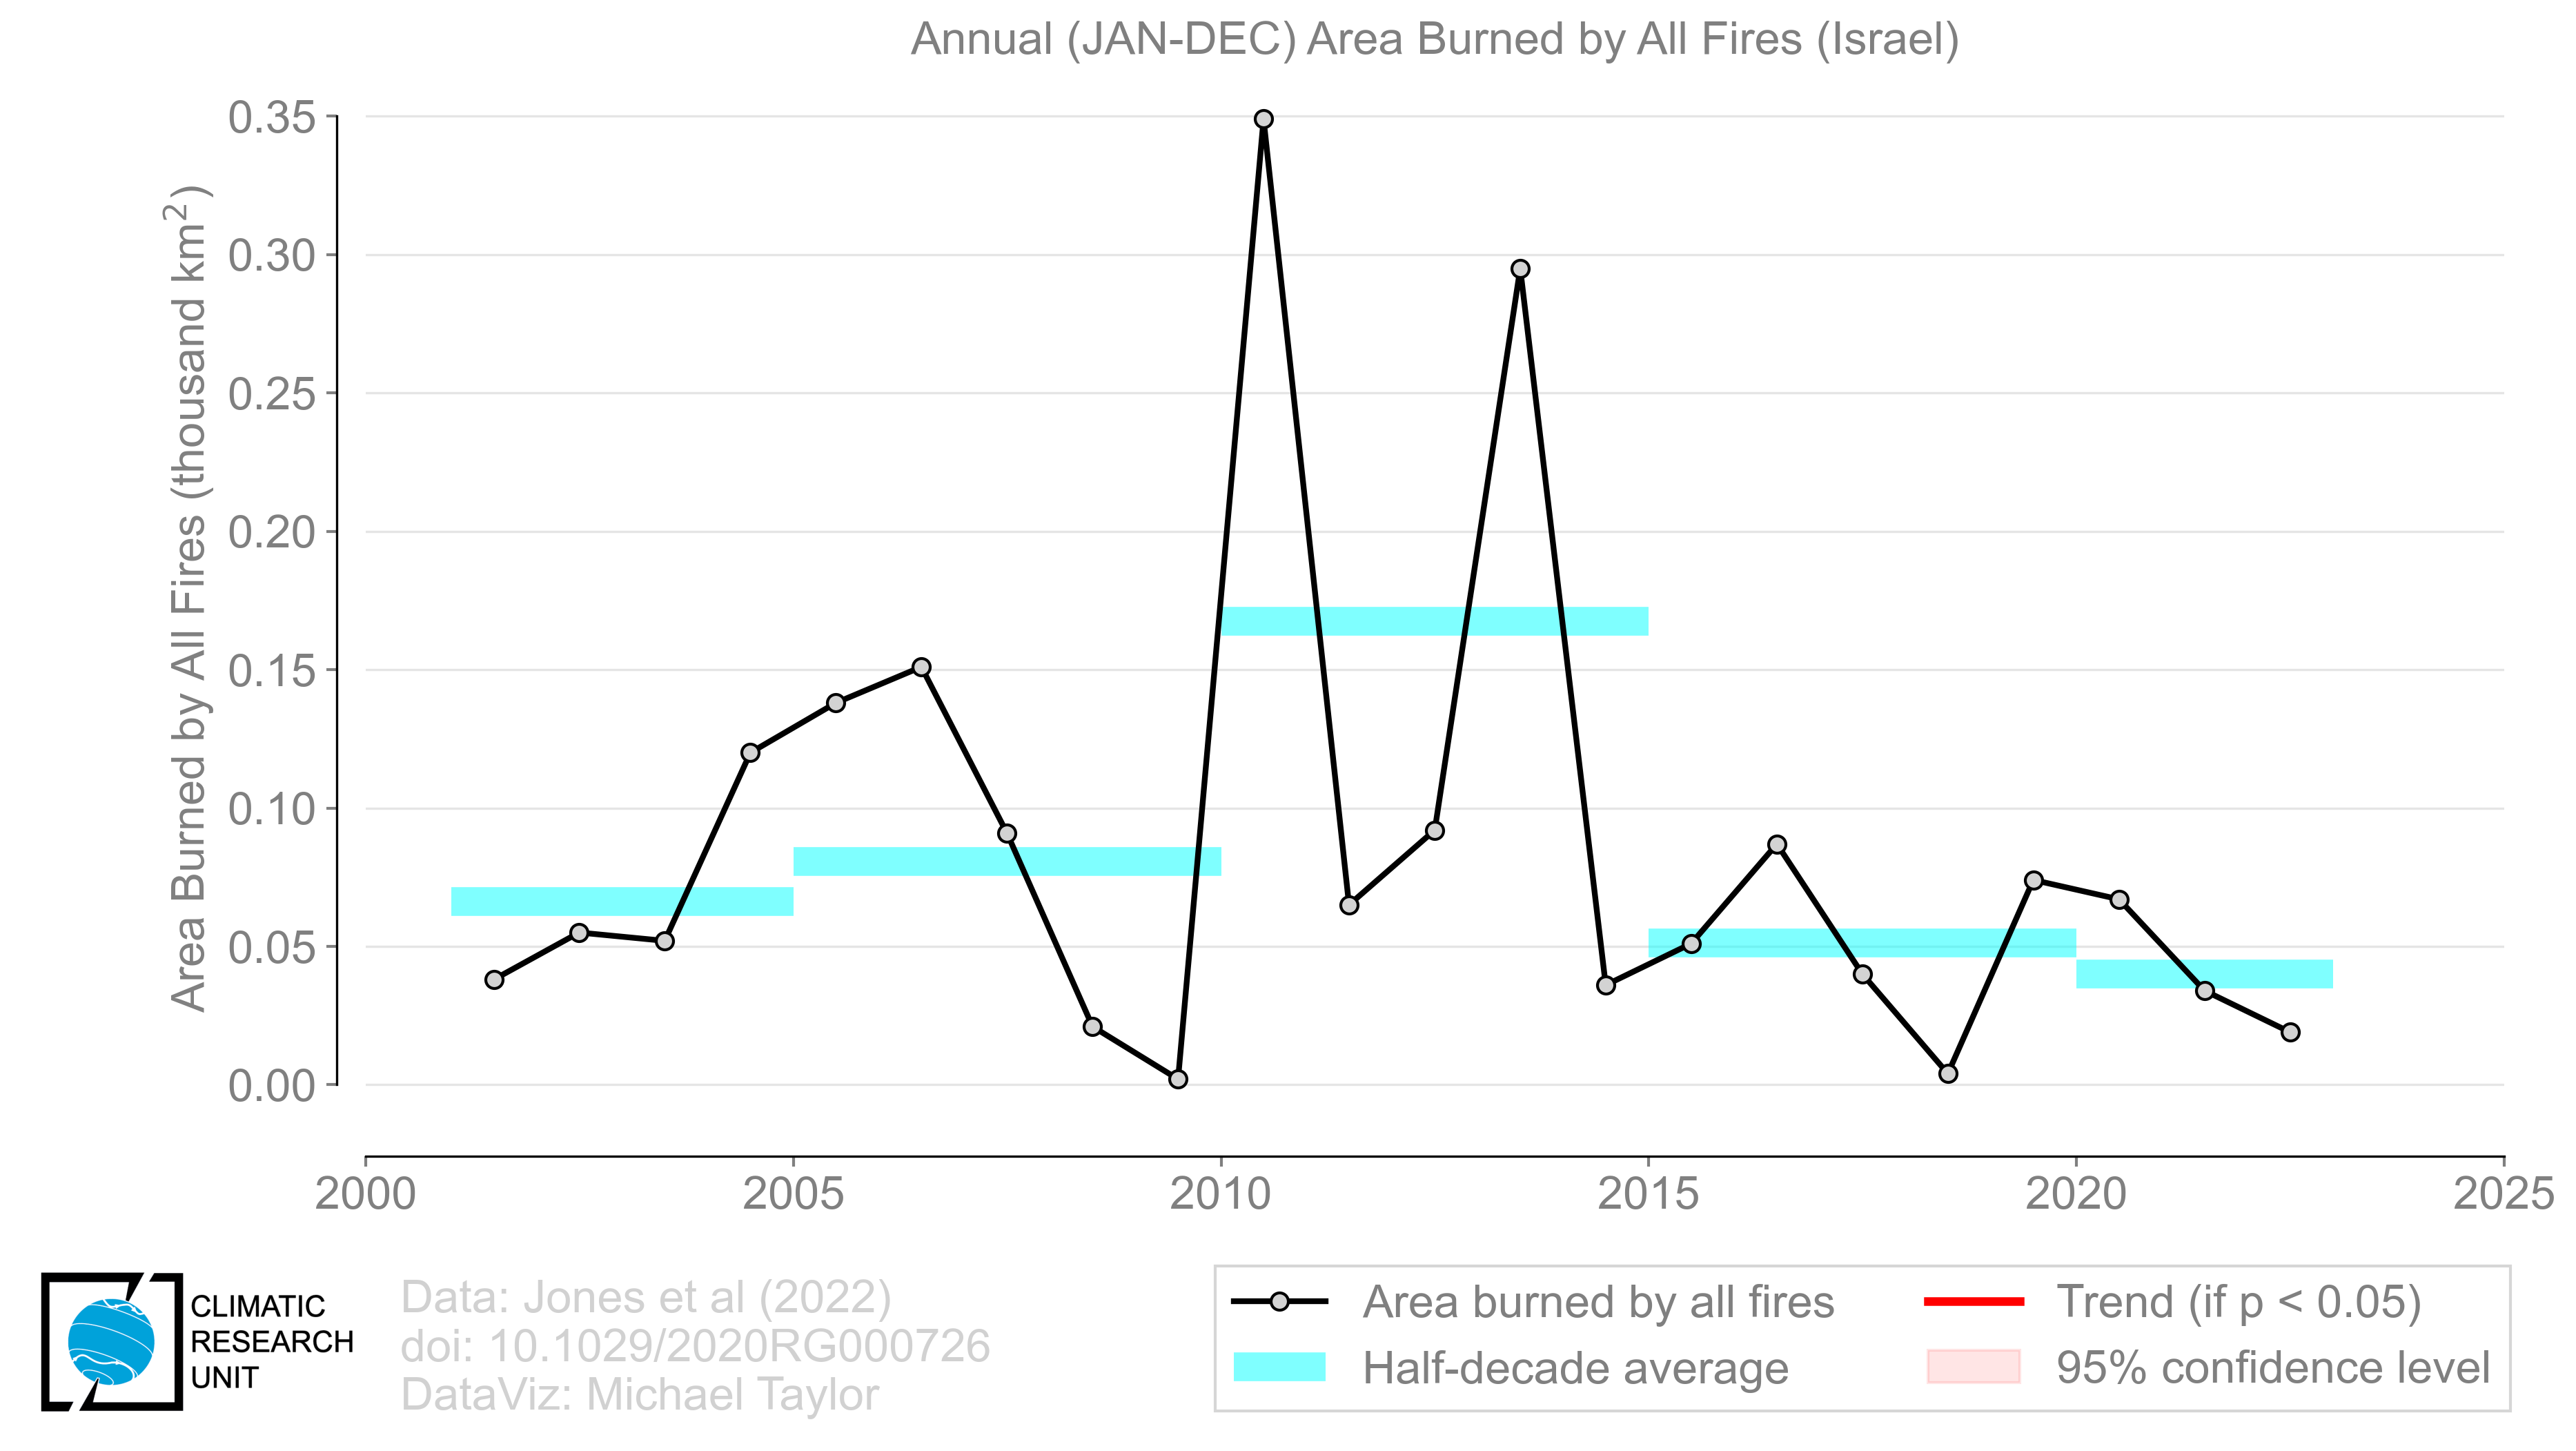 Annual (JAN-DEC) Area Burned by All Fires (Israel)
Area Burned by All Fires (thousand km²)
0.35
0.30
0.25
0.20
0.15
0.10
0.05
0.00
2000 2005 2010 2015 2020 2025
CLIMATIC
RESEARCH
UNIT
Data: Jones et al (2022)
doi: 10.1029/2020RG000726
DataViz: Michael Taylor
Area burned by all fires
Half-decade average
Trend (if p < 0.05)
95% confidence level